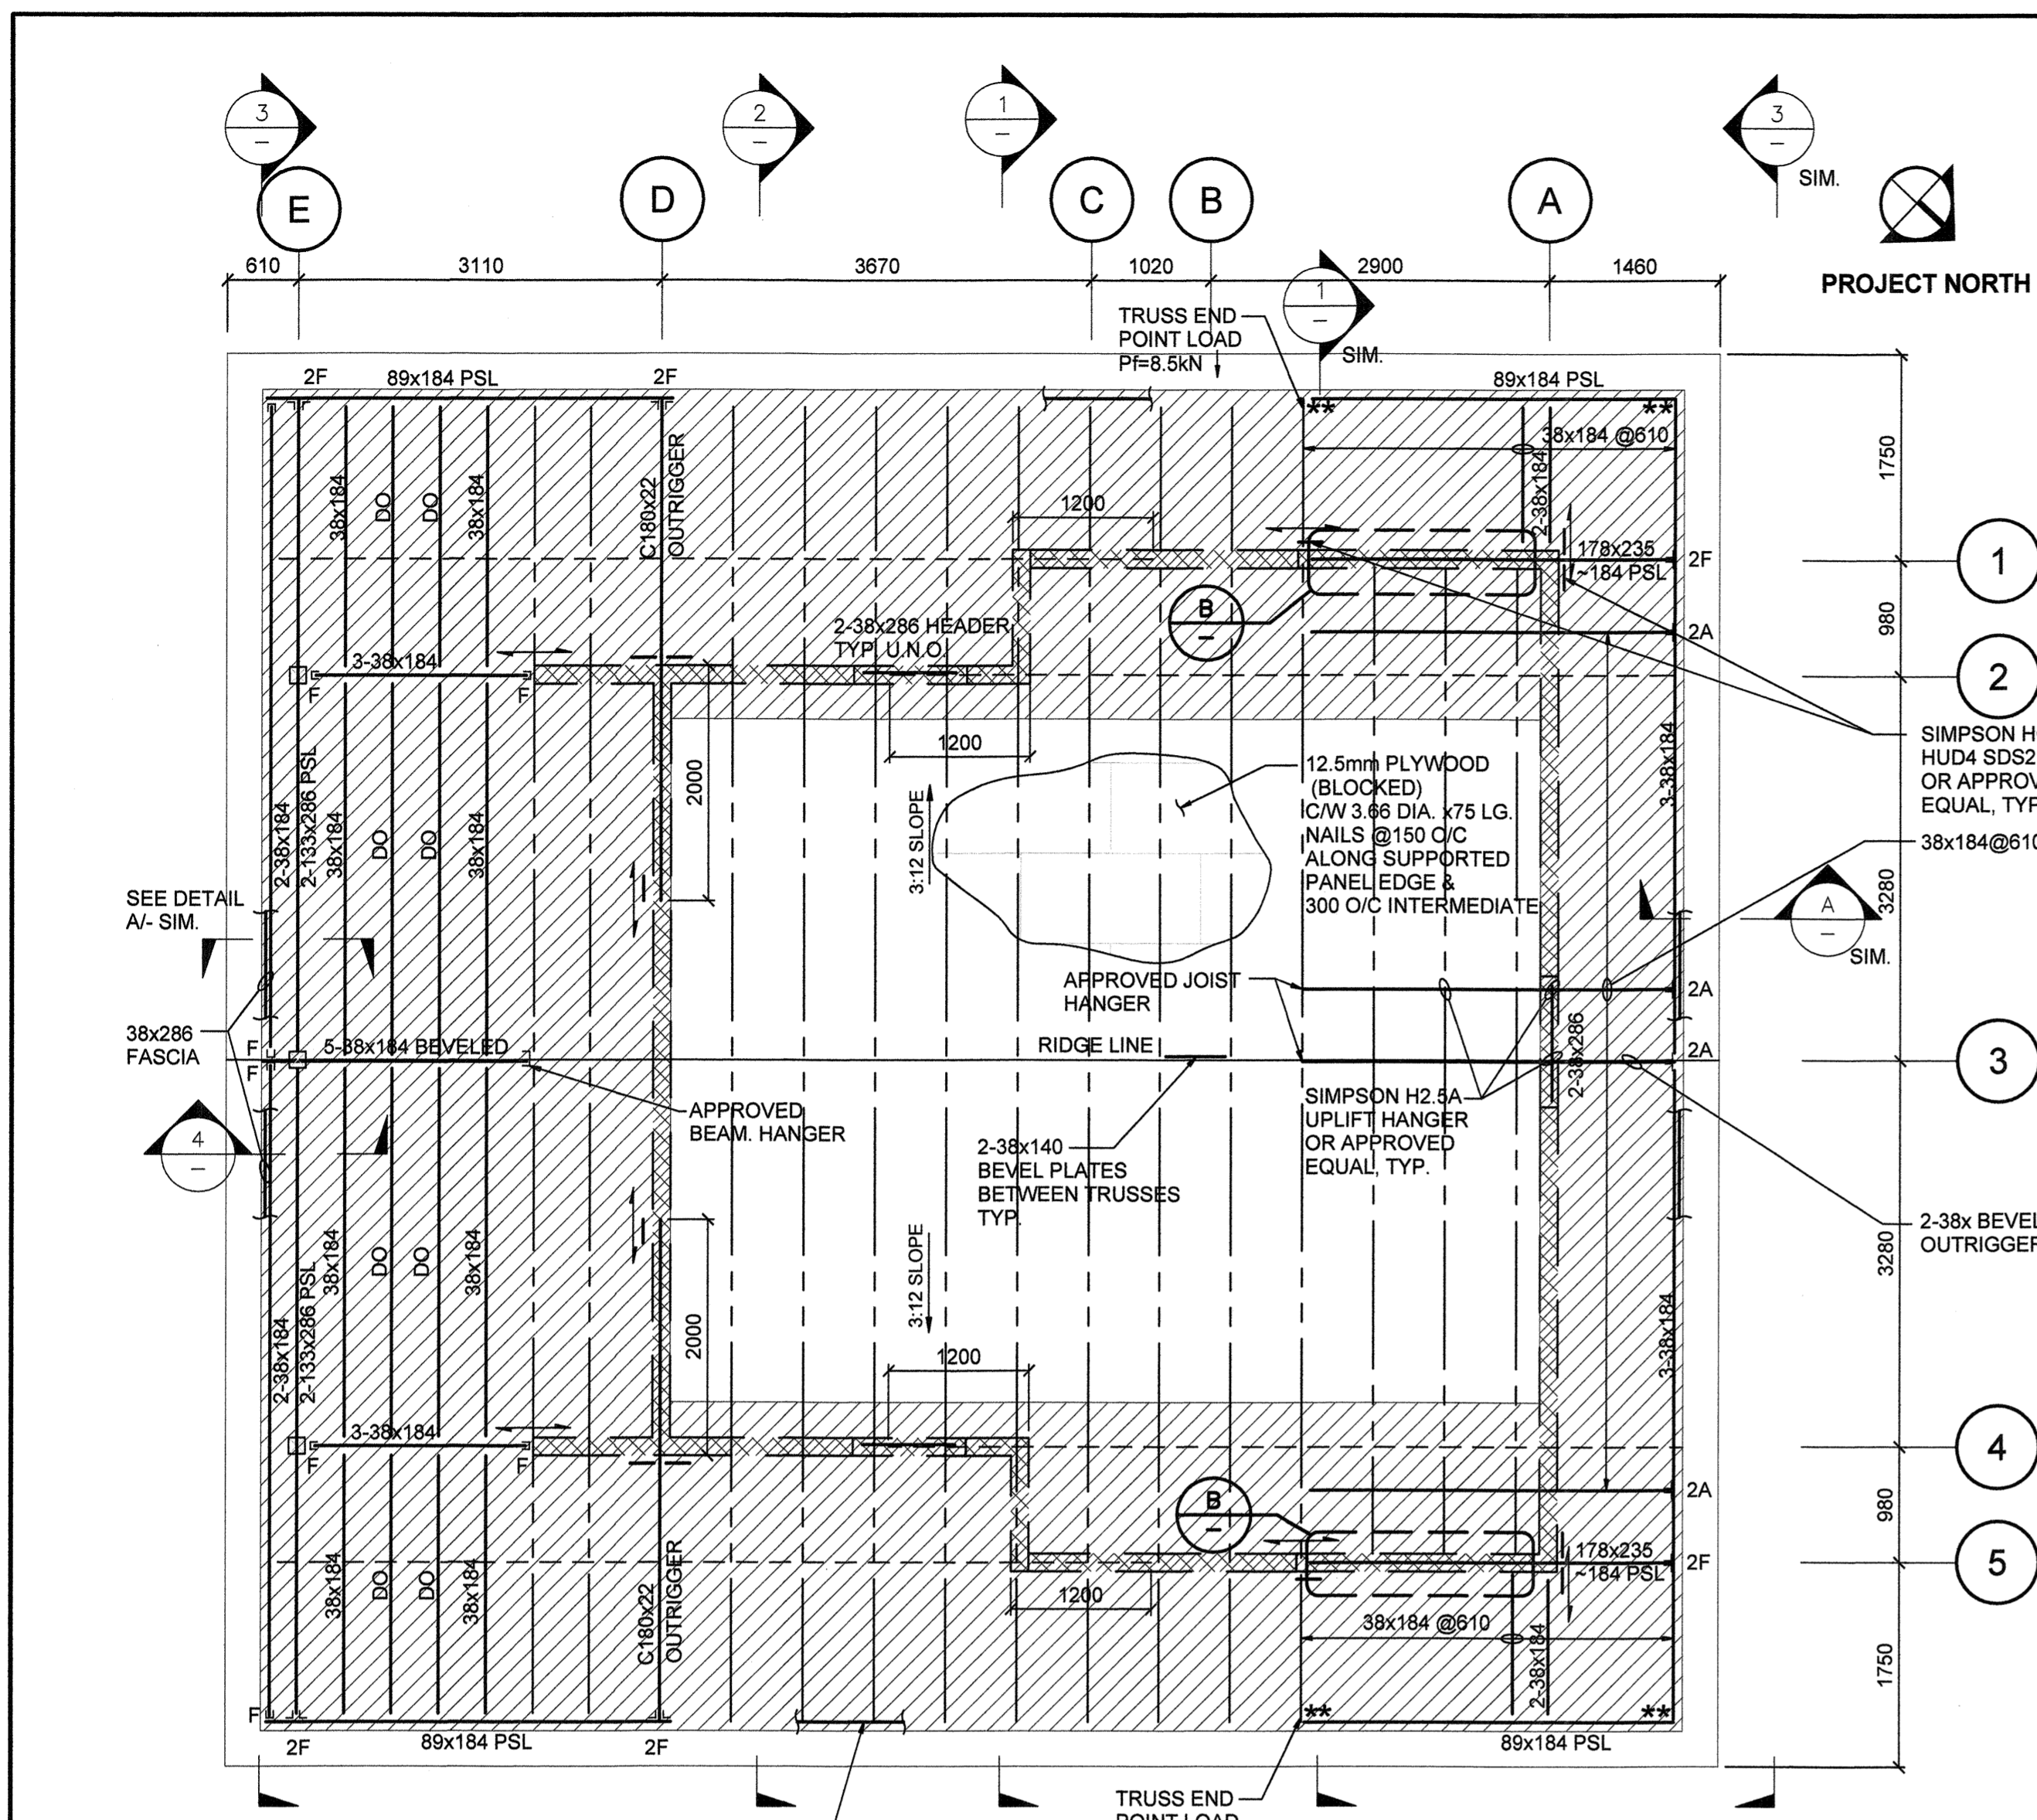 3
–
2
–
1
–
3
–
SIM.
E
D
C
B
A
610
3110
3670
1020
2900
1460
PROJECT NORTH
1
–
SIM.
TRUSS END
POINT LOAD
Pf=8.5kN
2F
89x184 PSL
2F
89x184 PSL
**
**
38x184 @610
2-38x184
1750
38x184
DO
DO
38x184
C180x22
OUTRIGGER
1200
178x235
~184 PSL
2F
1
980
B
–
2A
2-38x286 HEADER
TYP. U.N.O.
3-38x184
F
F
2
1200
2000
3:12 SLOPE
12.5mm PLYWOOD
(BLOCKED)
C/W 3.66 DIA. x75 LG.
NAILS @150 O/C
ALONG SUPPORTED
PANEL EDGE &
300 O/C INTERMEDIATE
3-38x184
SIMPSON H
HUD4 SDS2
OR APPROV
EQUAL, TYP
38x184@610
3280
2-38x184
2-133x286 PSL
38x184
DO
DO
38x184
SEE DETAIL
A/- SIM.
A
–
SIM.
APPROVED JOIST
HANGER
2A
38x286
FASCIA
F
F
5-38x184 BEVELED
RIDGE LINE
2-38x286
2A
3
APPROVED
BEAM. HANGER
SIMPSON H2.5A
UPLIFT HANGER
OR APPROVED
EQUAL, TYP.
4
–
2-38x140
BEVEL PLATES
BETWEEN TRUSSES
TYP.
2-38x BEVEL
OUTRIGGER
3280
2-38x184
2-133x286 PSL
38x184
DO
DO
38x184
3:12 SLOPE
2000
1200
3-38x184
3-38x184
F
F
4
2A
980
B
–
178x235
~184 PSL
2F
5
1200
38x184 @610
2-38x184
38x184
DO
DO
38x184
C180x22
OUTRIGGER
1750
F
**
**
2F
89x184 PSL
2F
89x184 PSL
TRUSS END
POINT LOAD